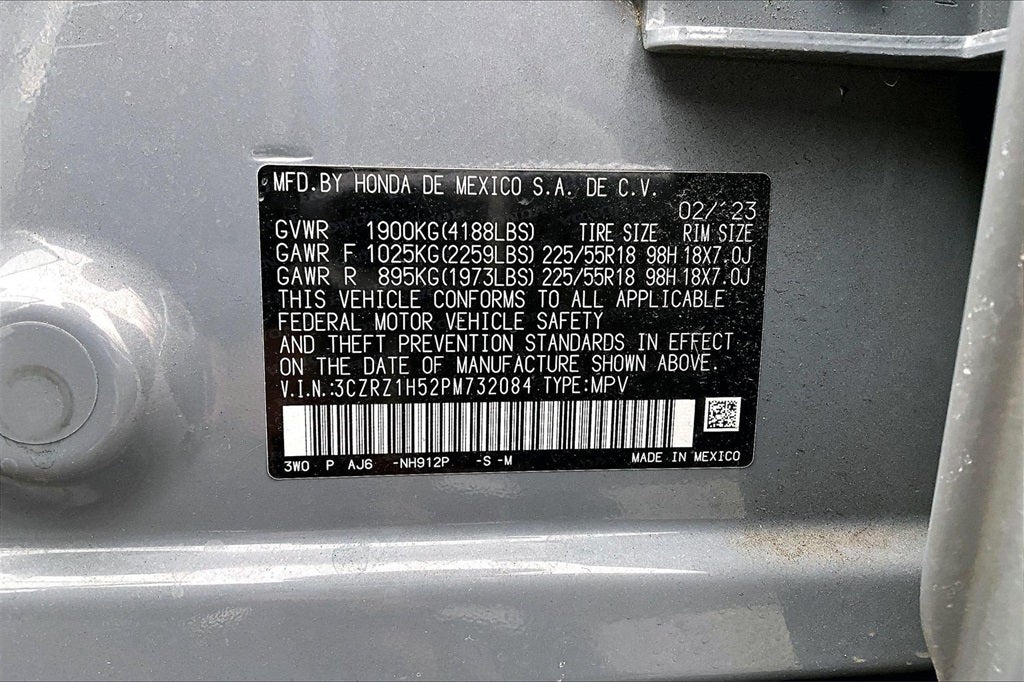 MFD.BY HONDA DE MEXICO S.A. DE C.V.
02/'23
GVWR 1900KG(4188LBS) TIRE SIZE RIM SIZE
GAWR F 1025KG(2259LBS) 225/55R18 98H 18X7.0J
GAWR R 895KG(1973LBS) 225/55R18 98H 18X7.0J
THIS VEHICLE CONFORMS TO ALL APPLICABLE
FEDERAL MOTOR VEHICLE SAFETY
AND THEFT PREVENTION STANDARDS IN EFFECT
ON THE DATE OF MANUFACTURE SHOWN ABOVE.
V.I.N.:3CZRZ1H52PM732084 TYPE:MPV
3WO P AJ6 -NH912P -S -M MADE IN MEXICO